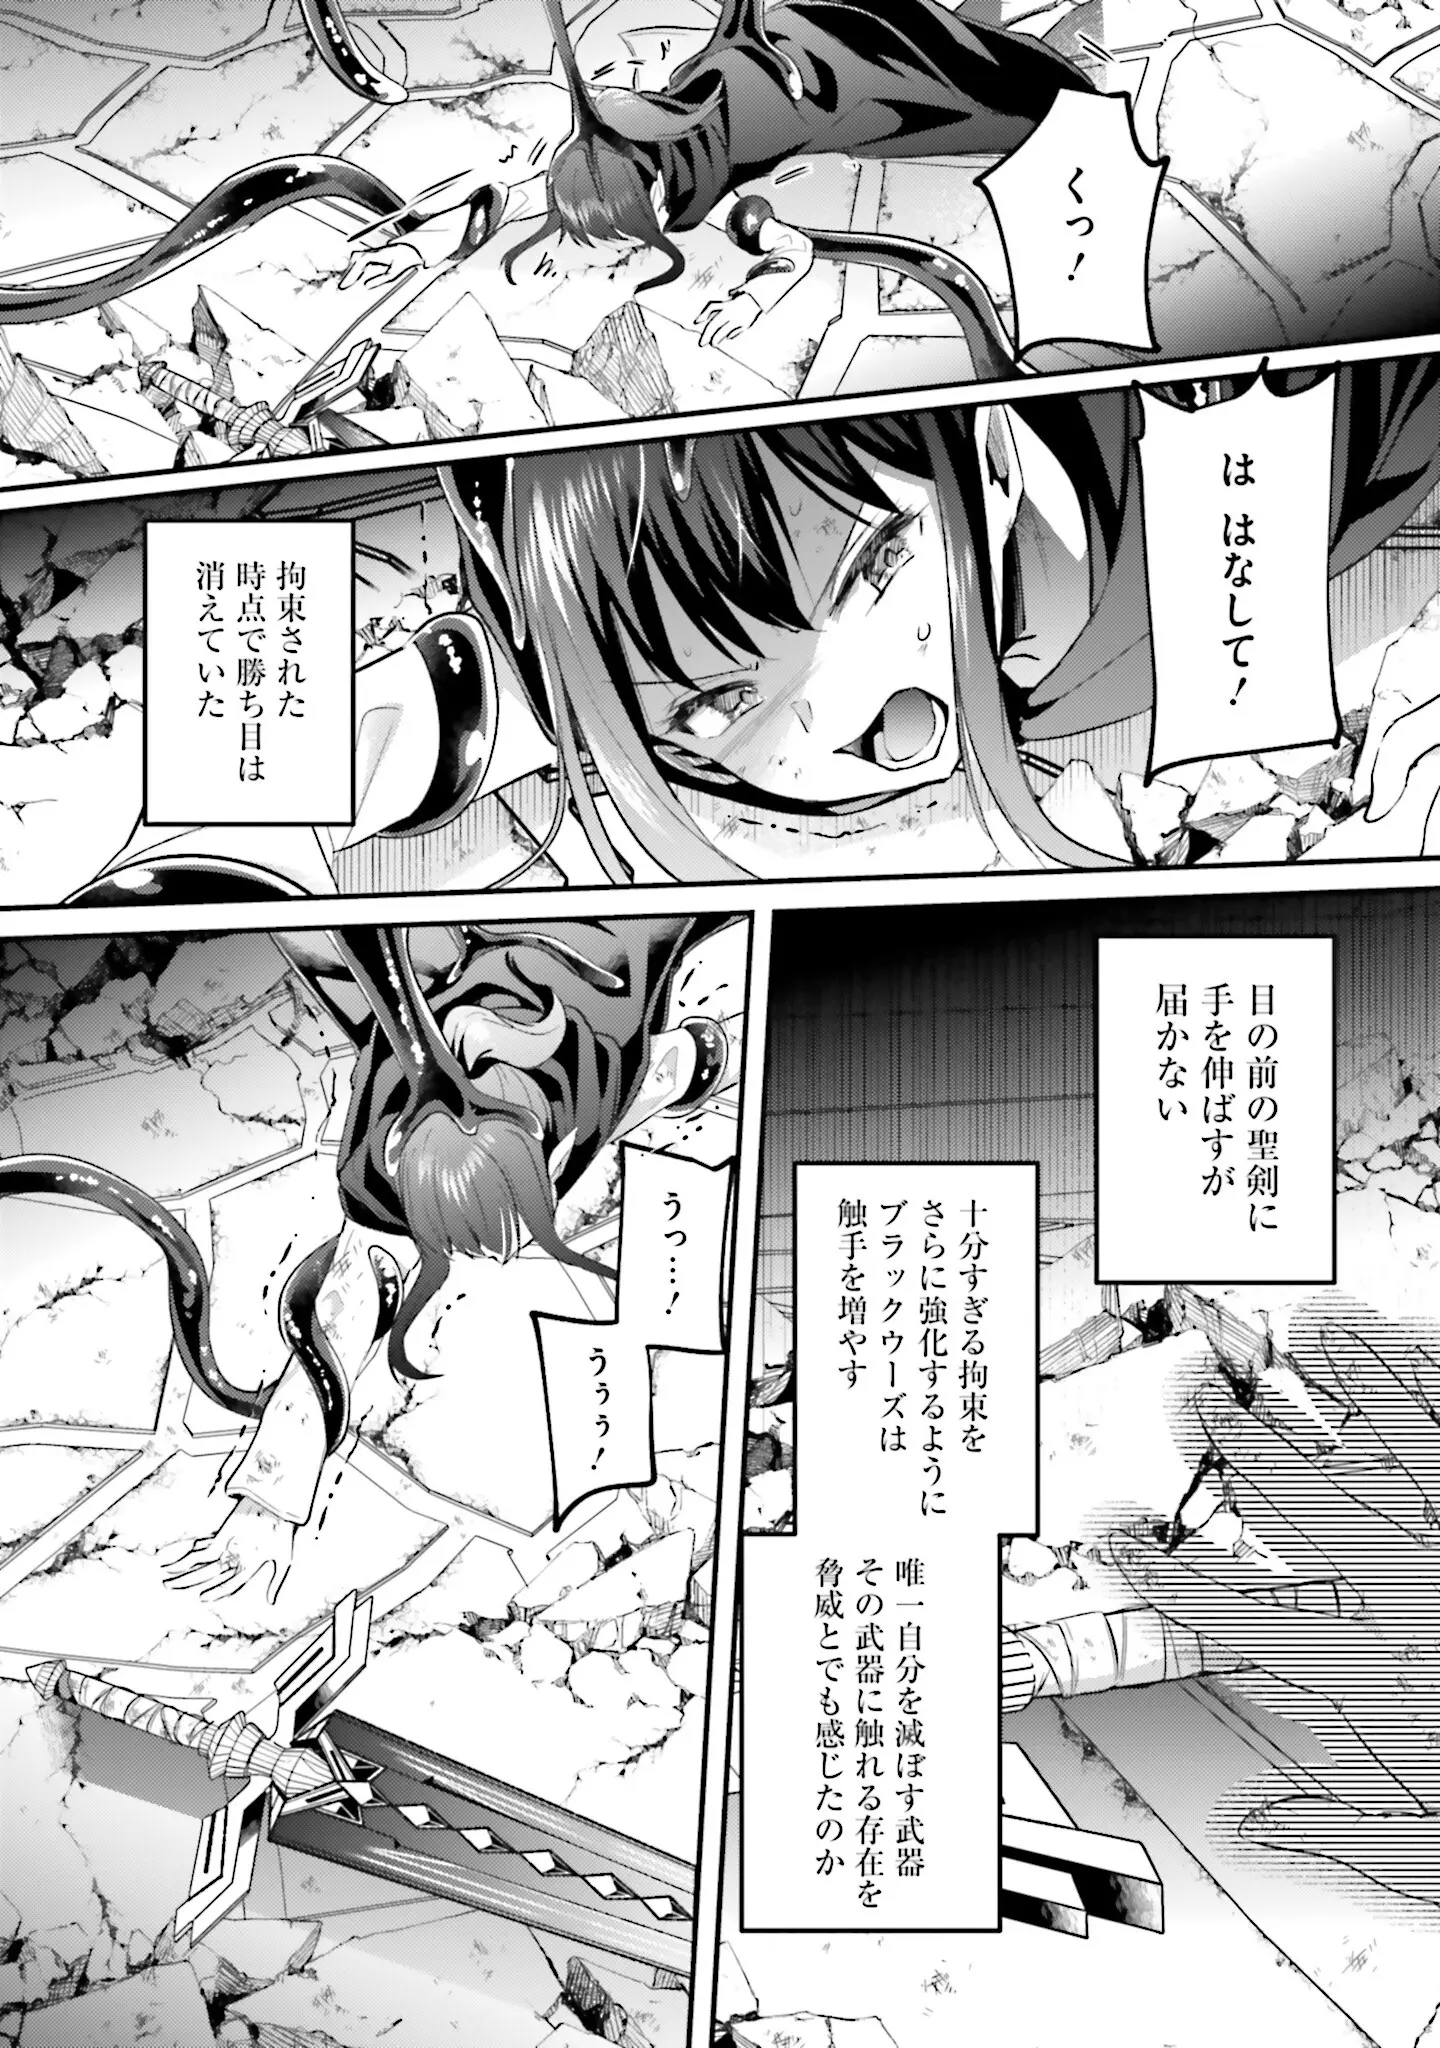 くっ！
は はなして！
拘束された
時点で勝ち目は
消えていた
目の前の聖剣に
手を伸ばすが
届かない
十分すぎる拘束を
さらに強化するように
ブラックウーズは
触手を増やす
唯一自分を滅ぼす武器
その武器に触れる存在を
脅威とでも感じたのか
うっ…！
ううう！